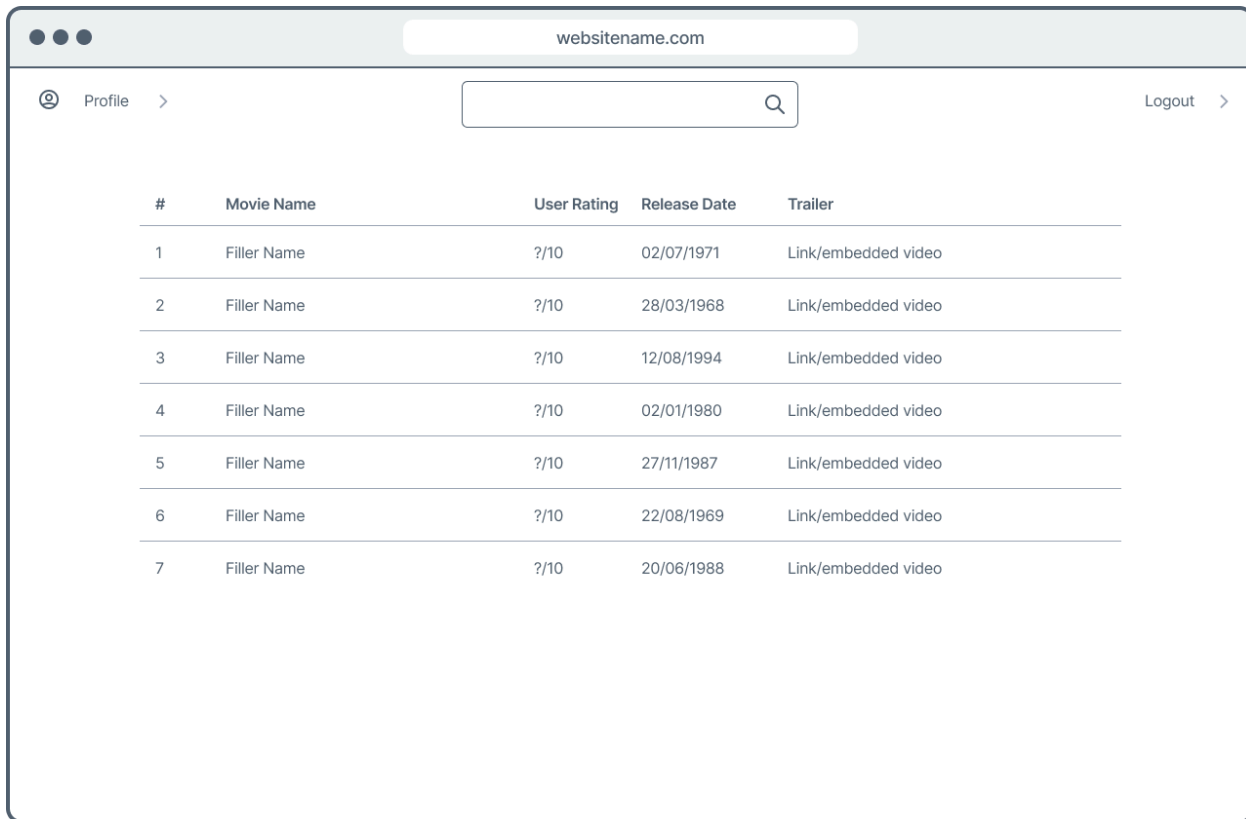 websitename.com
Profile
Logout
# Movie Name User Rating Release Date Trailer
1 Filler Name ?/10 02/07/1971 Link/embedded video
2 Filler Name ?/10 28/03/1968 Link/embedded video
3 Filler Name ?/10 12/08/1994 Link/embedded video
4 Filler Name ?/10 02/01/1980 Link/embedded video
5 Filler Name ?/10 27/11/1987 Link/embedded video
6 Filler Name ?/10 22/08/1969 Link/embedded video
7 Filler Name ?/10 20/06/1988 Link/embedded video